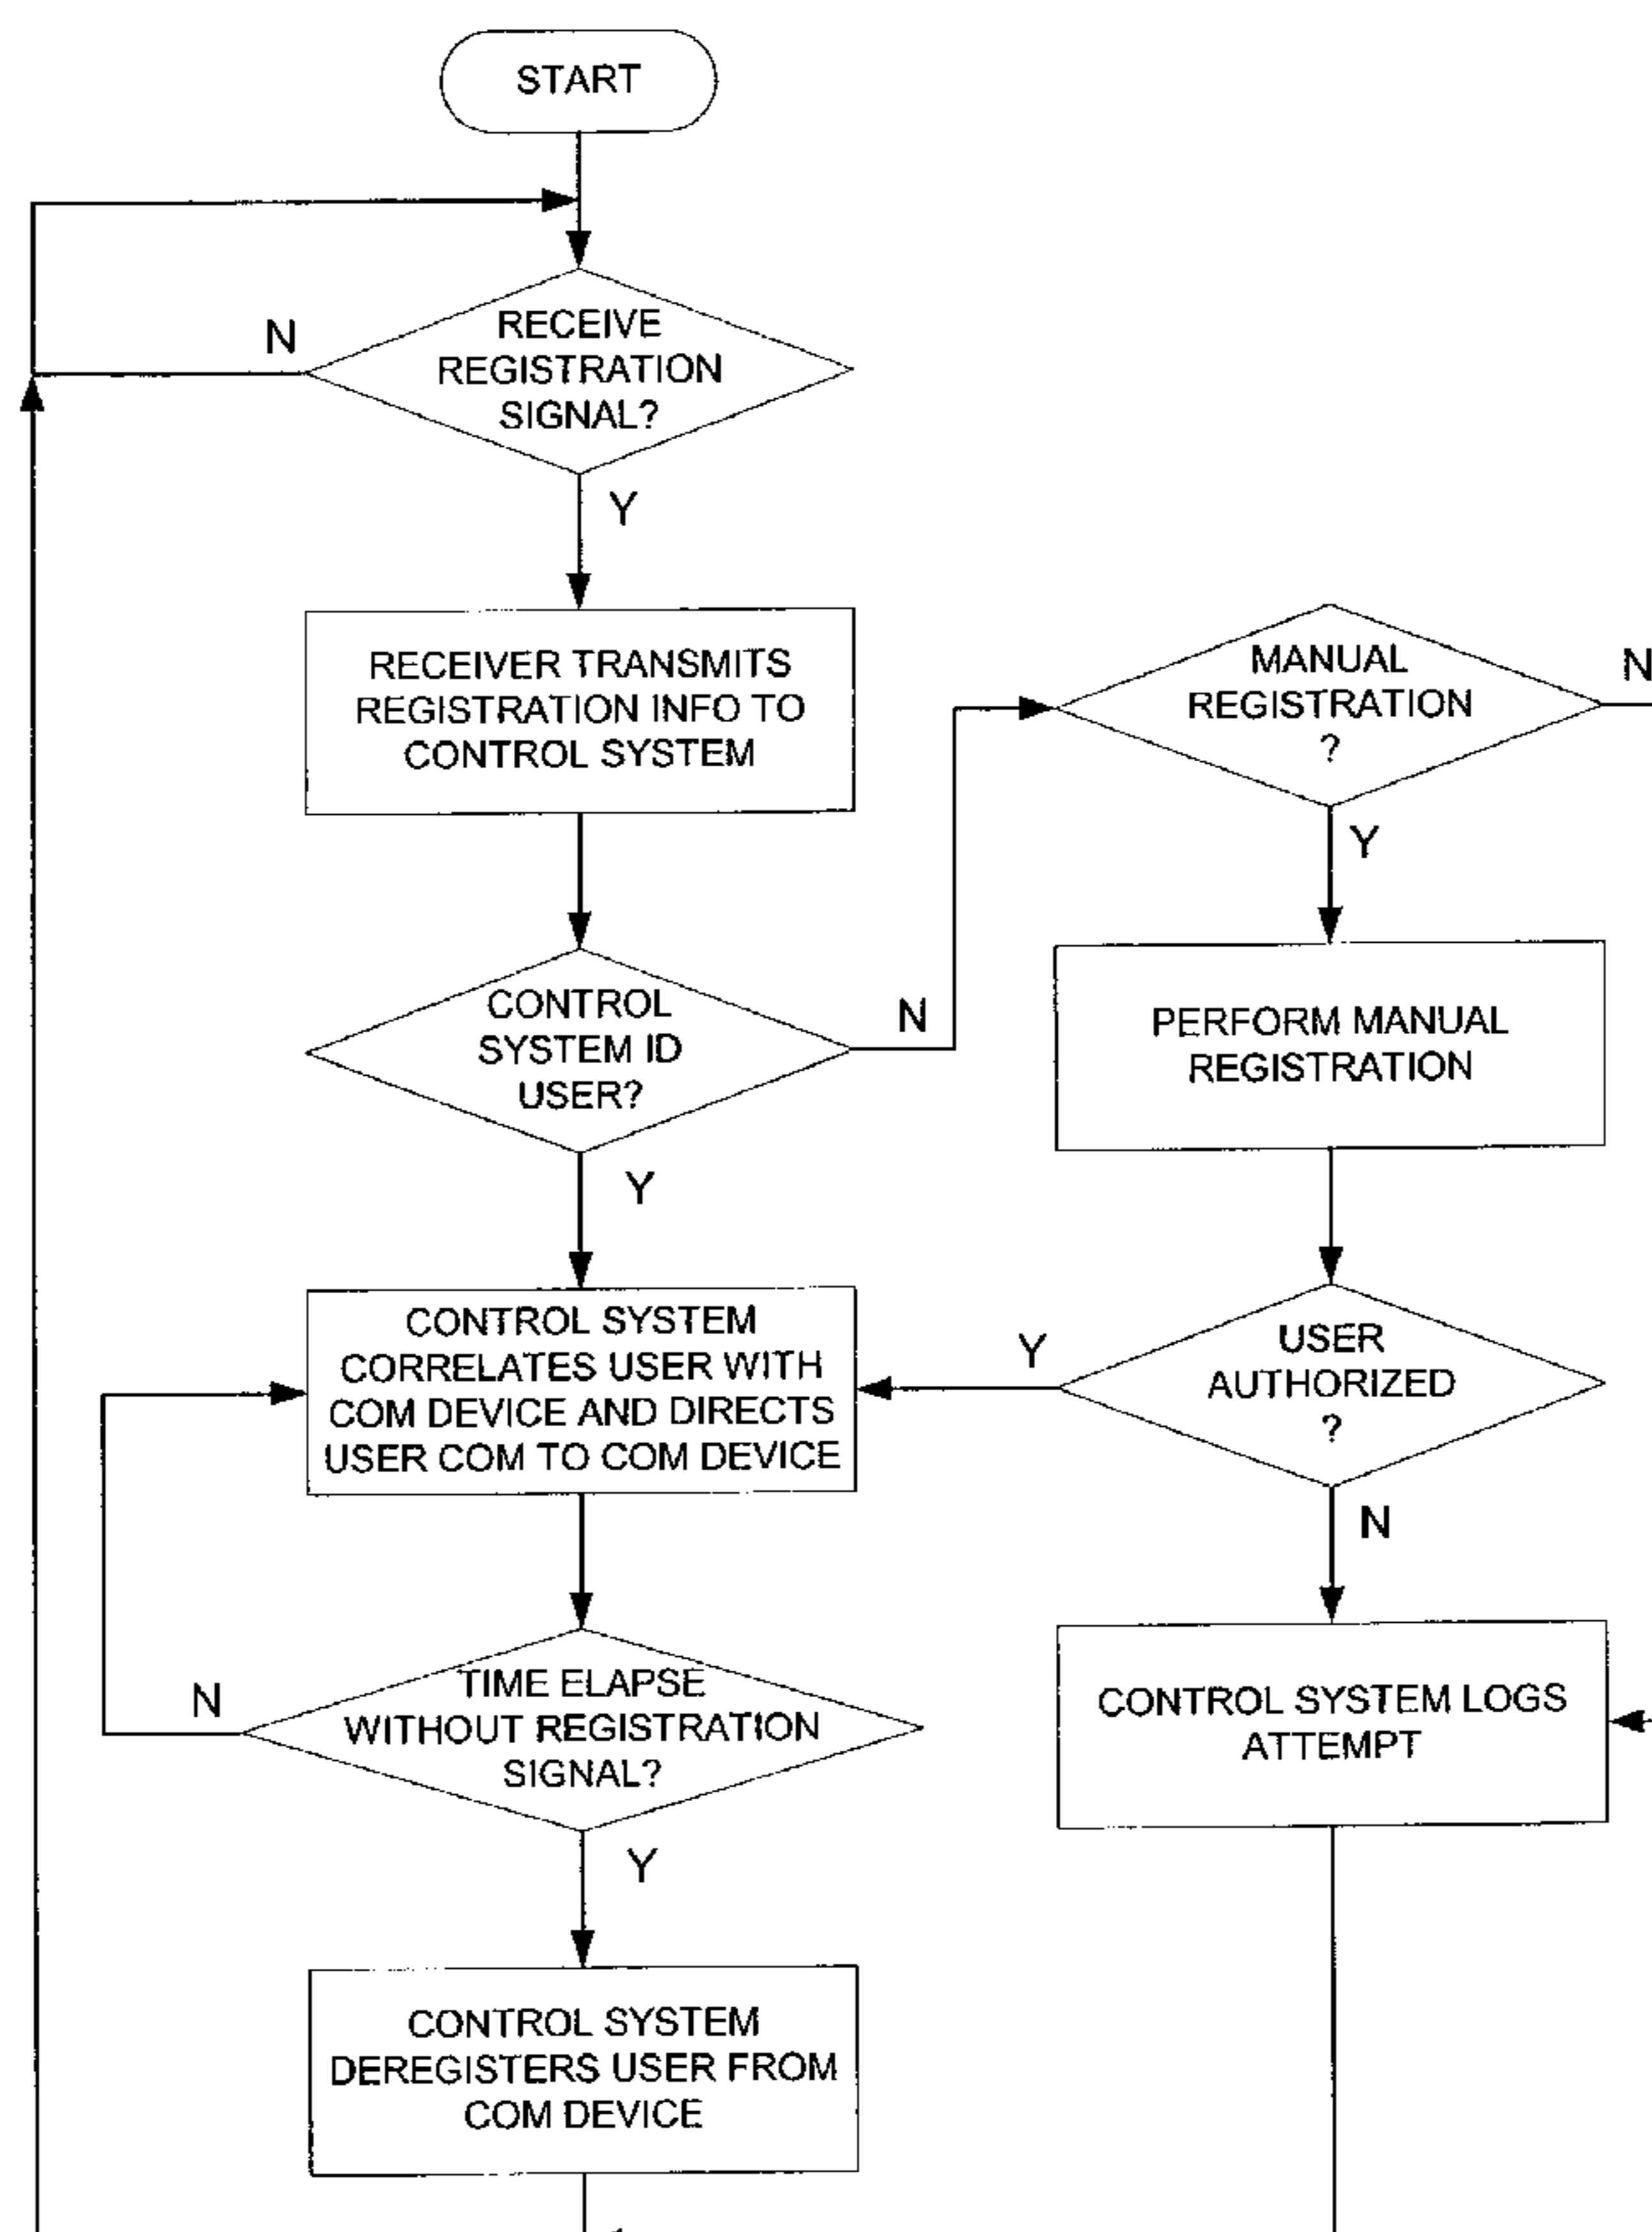 START
N
RECEIVE
REGISTRATION
SIGNAL?
Y
RECEIVER TRANSMITS
REGISTRATION INFO TO
CONTROL SYSTEM
MANUAL
REGISTRATION
?
N
Y
CONTROL
SYSTEM ID
USER?
N
PERFORM MANUAL
REGISTRATION
Y
CONTROL SYSTEM
CORRELATES USER WITH
COM DEVICE AND DIRECTS
USER COM TO COM DEVICE
Y
USER
AUTHORIZED
?
N
N
TIME ELAPSE
WITHOUT REGISTRATION
SIGNAL?
CONTROL SYSTEM LOGS
ATTEMPT
Y
CONTROL SYSTEM
DEREGISTERS USER FROM
COM DEVICE